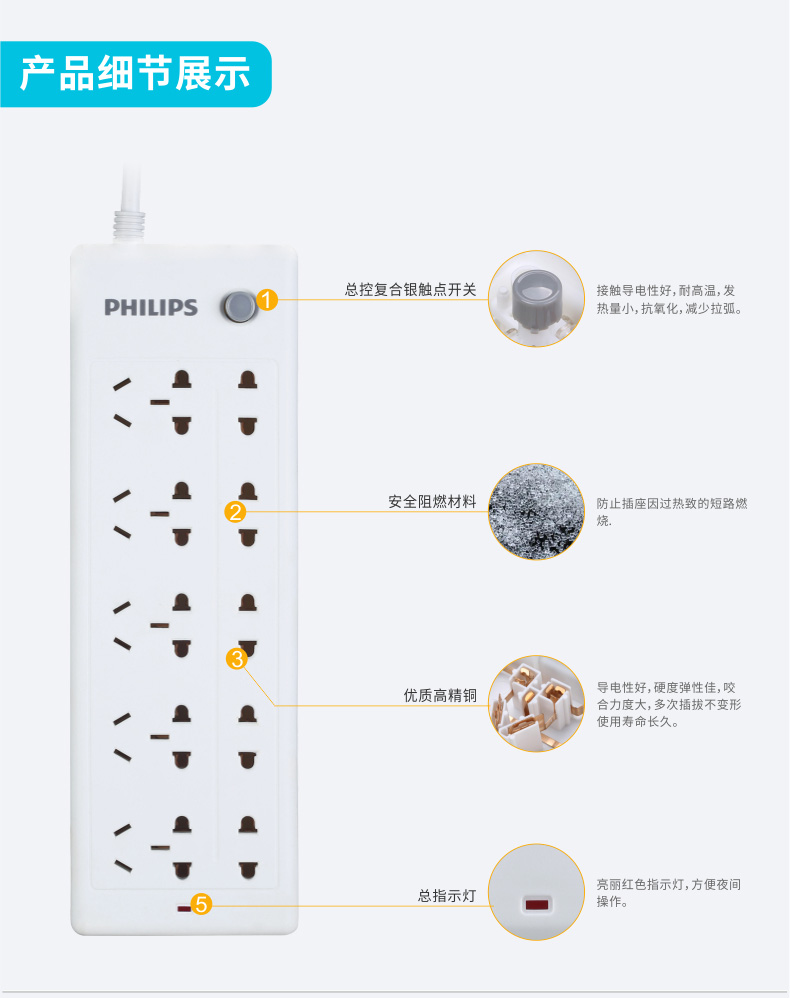 产品细节展示
PHILIPS
1
总控复合银触点开关
接触导电性好，耐高温，发
热量小，抗氧化，减少拉弧。
2
安全阻燃材料
防止插座因过热致的短路燃
烧.
3
优质高精铜
导电性好，硬度弹性佳，咬
合力度大，多次插拔不变形
使用寿命长久。
5
总指示灯
亮丽红色指示灯，方便夜间
操作。